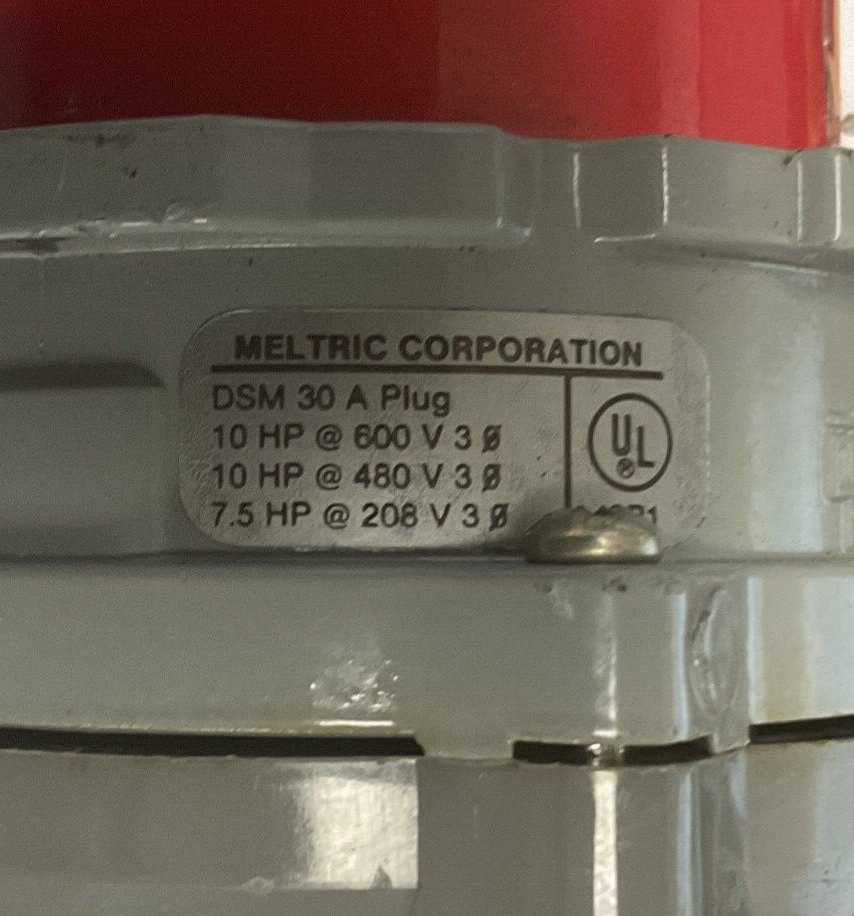 MELTRIC CORPORATION
DSM 30 A Plug
10 HP @ 600 V 3 Ø
10 HP @ 480 V 3 Ø
7.5 HP @ 208 V 3 Ø
UL
®